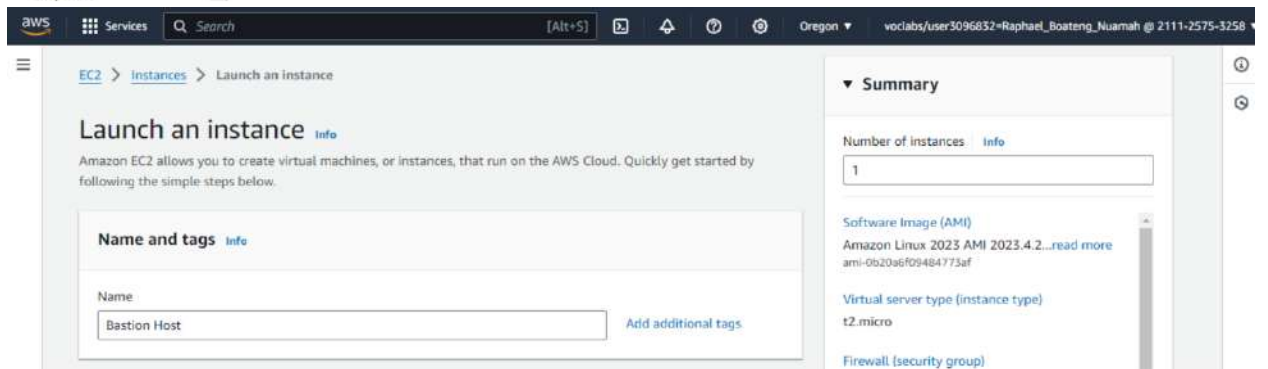 aws Services Search [Alt+S] Oregon ▼ voclabs/user3096832=Raphael_Boateng_Nuamah @ 2111-2575-3258
EC2 > Instances > Launch an instance
Launch an instance Info
Amazon EC2 allows you to create virtual machines, or instances, that run on the AWS Cloud. Quickly get started by
following the simple steps below.
Name and tags Info
Name
Bastion Host
Add additional tags
▼ Summary
Number of instances Info
1
Software Image (AMI)
Amazon Linux 2023 AMI 2023.4.2...read more
ami-0b20a6f09484773af
Virtual server type (instance type)
t2.micro
Firewall (security group)